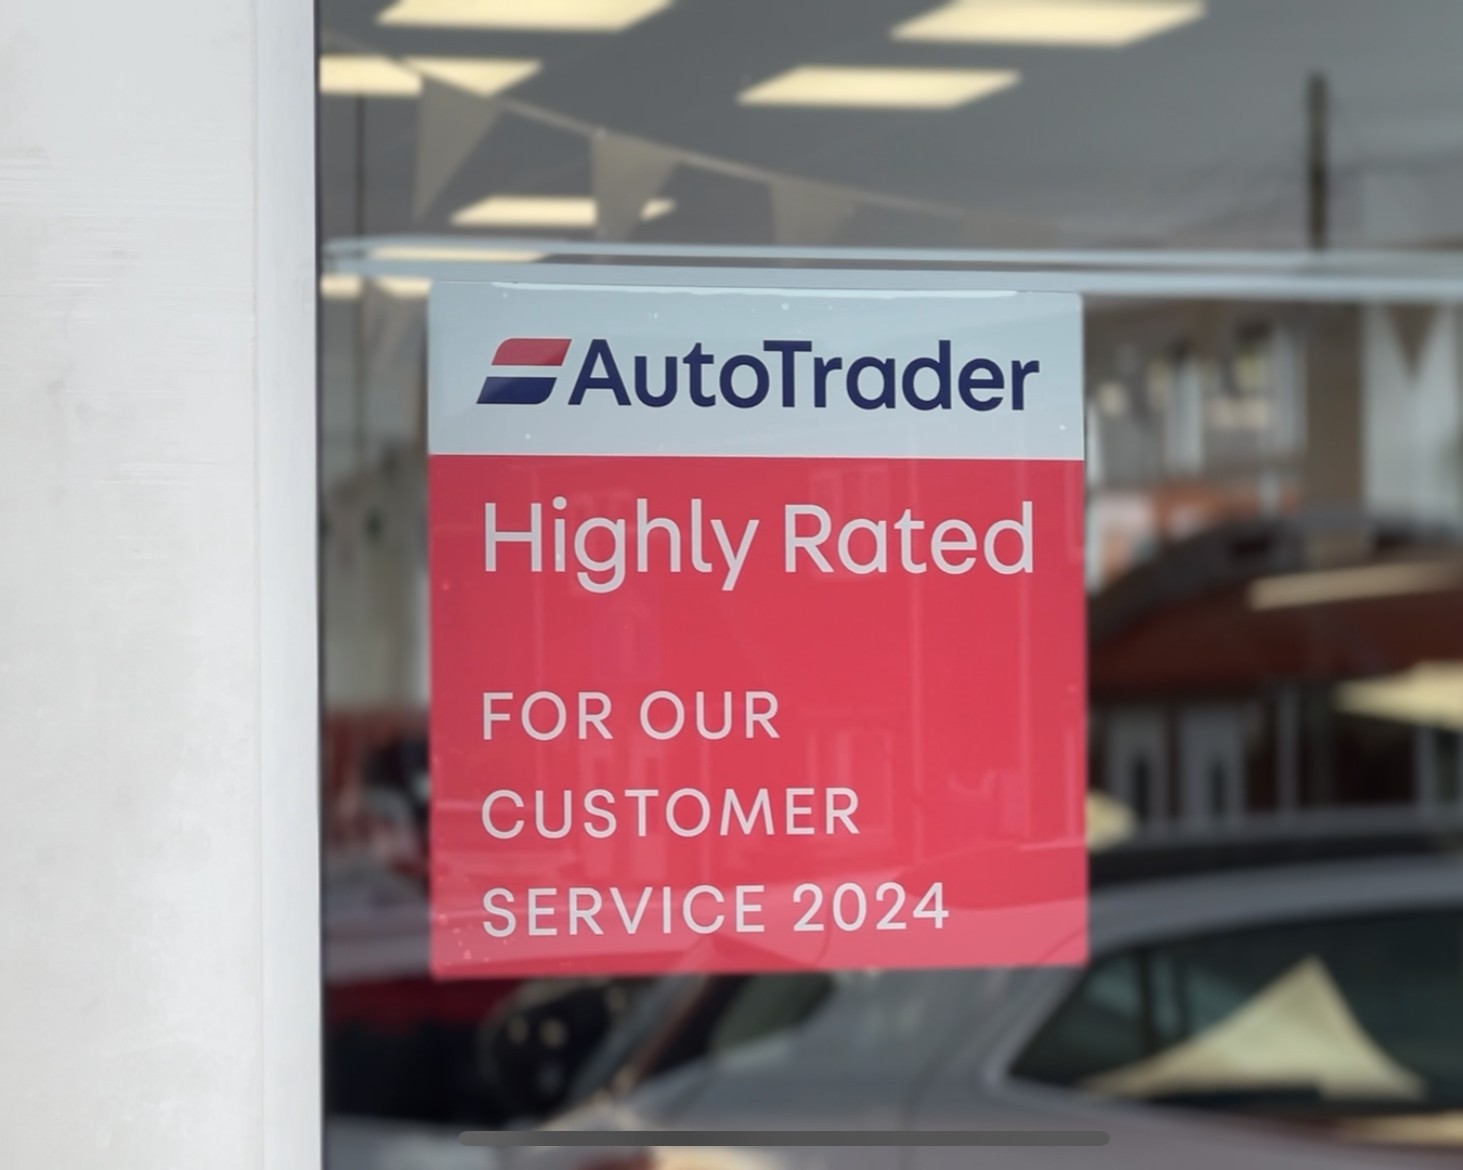 AutoTrader
Highly Rated
FOR OUR
CUSTOMER
SERVICE 2024